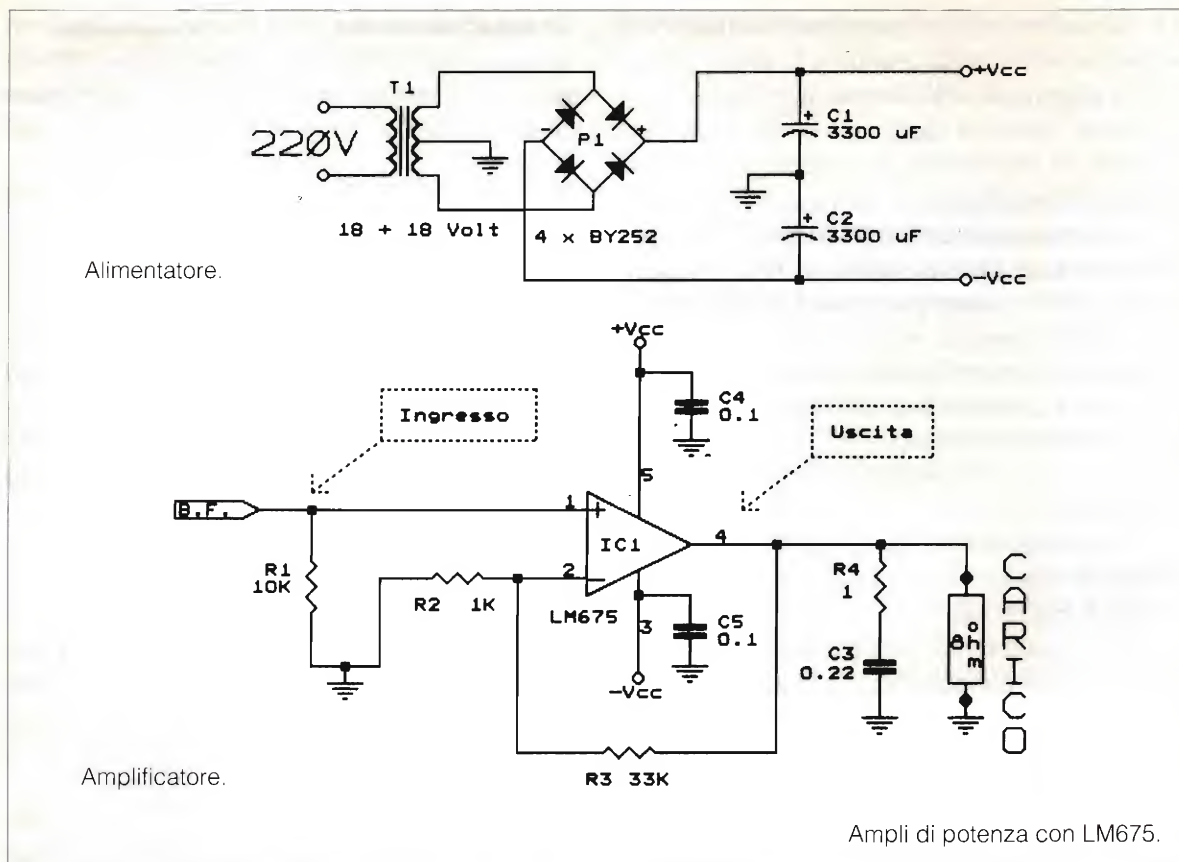 T1
220V
18 + 18 Volt
-
P1
+
4 x BY252
+
C1
3300 uF
+
C2
3300 uF
+Vcc
-Vcc
Alimentatore.
+Vcc
C4
0.1
Ingresso
Uscita
5
B.F.
1
+
IC1
4
2
-
LM675
R1
10K
R2 1K
3
C5
0.1
-Vcc
R3 33K
R4
1
C3
0.22
8 ohm
CARICO
Amplificatore.
Ampli di potenza con LM675.